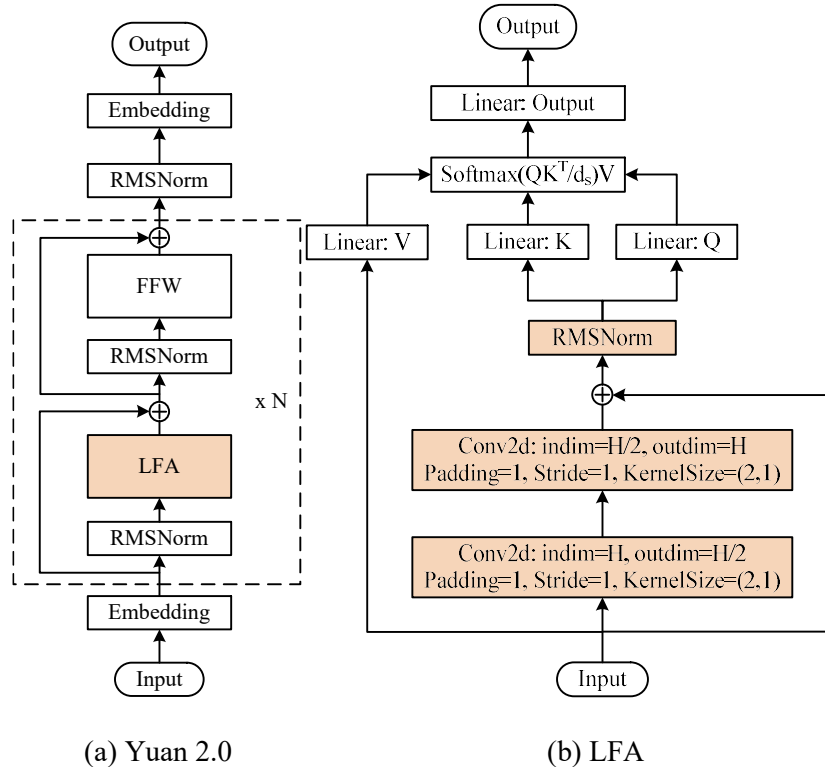 Output
Embedding
RMSNorm
FFW
RMSNorm
x N
LFA
RMSNorm
Embedding
Input
(a) Yuan 2.0
Output
Linear: Output
Softmax(QKᵀ/dₛ)V
Linear: V
Linear: K
Linear: Q
RMSNorm
Conv2d: indim=H/2, outdim=H
Padding=1, Stride=1, KernelSize=(2,1)
Conv2d: indim=H, outdim=H/2
Padding=1, Stride=1, KernelSize=(2,1)
Input
(b) LFA